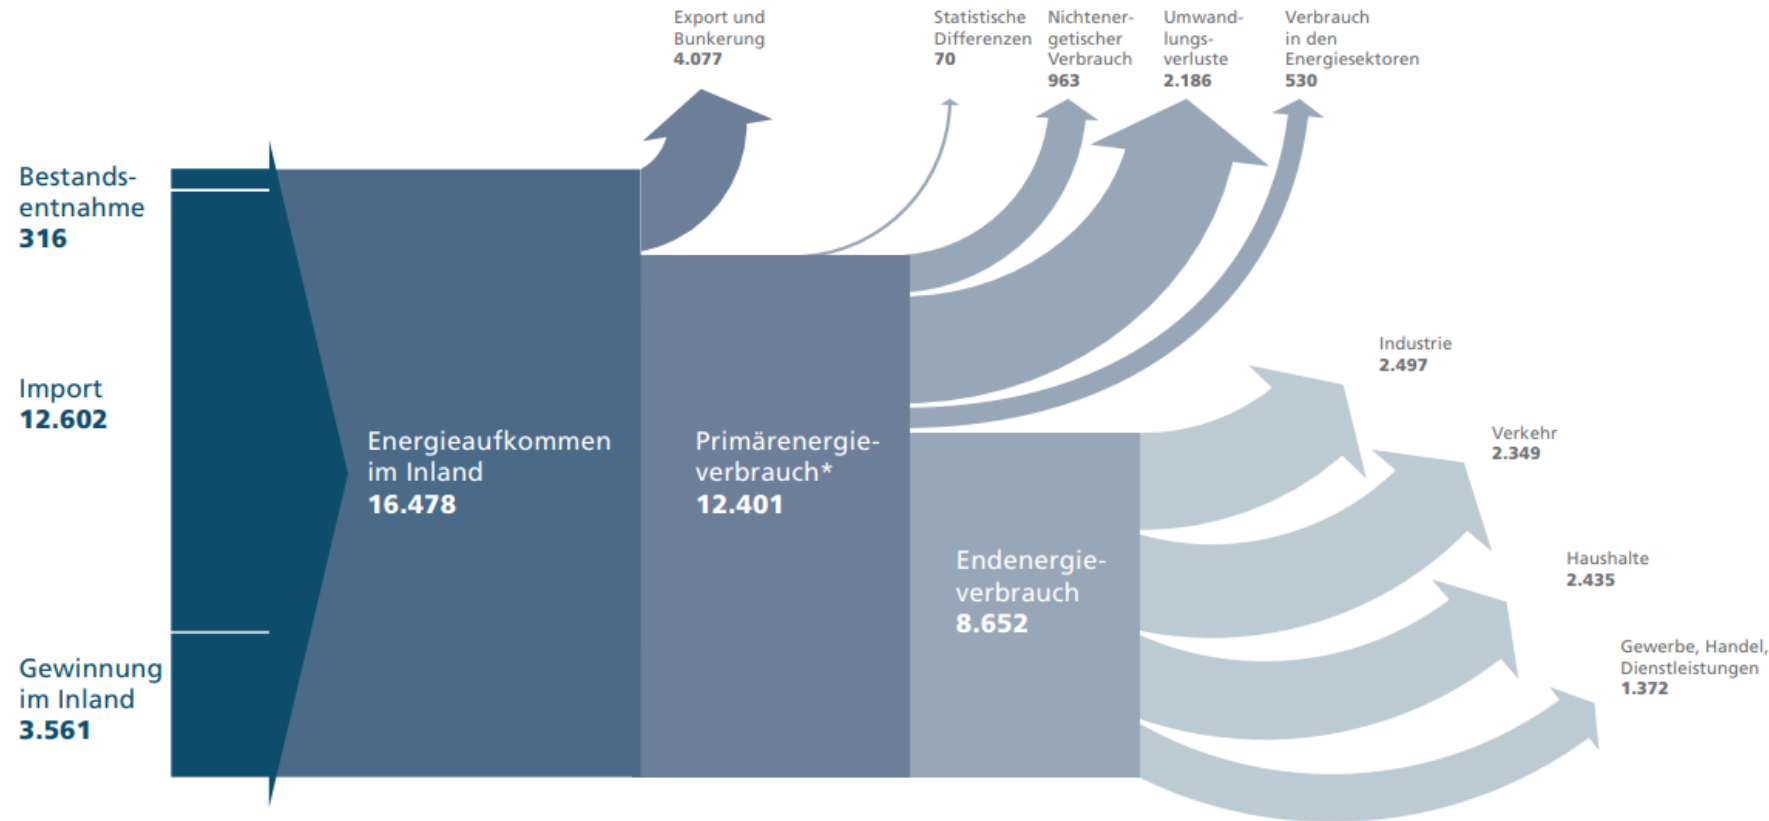 Export und
Bunkerung
4.077
Statistische
Differenzen
70
Nichtener-
getischer
Verbrauch
963
Umwand-
lungs-
verluste
2.186
Verbrauch
in den
Energiesektoren
530
Bestands-
entnahme
316
Import
12.602
Gewinnung
im Inland
3.561
Energieaufkommen
im Inland
16.478
Primärenergie-
verbrauch*
12.401
Endenergie-
verbrauch
8.652
Industrie
2.497
Verkehr
2.349
Haushalte
2.435
Gewerbe, Handel,
Dienstleistungen
1.372